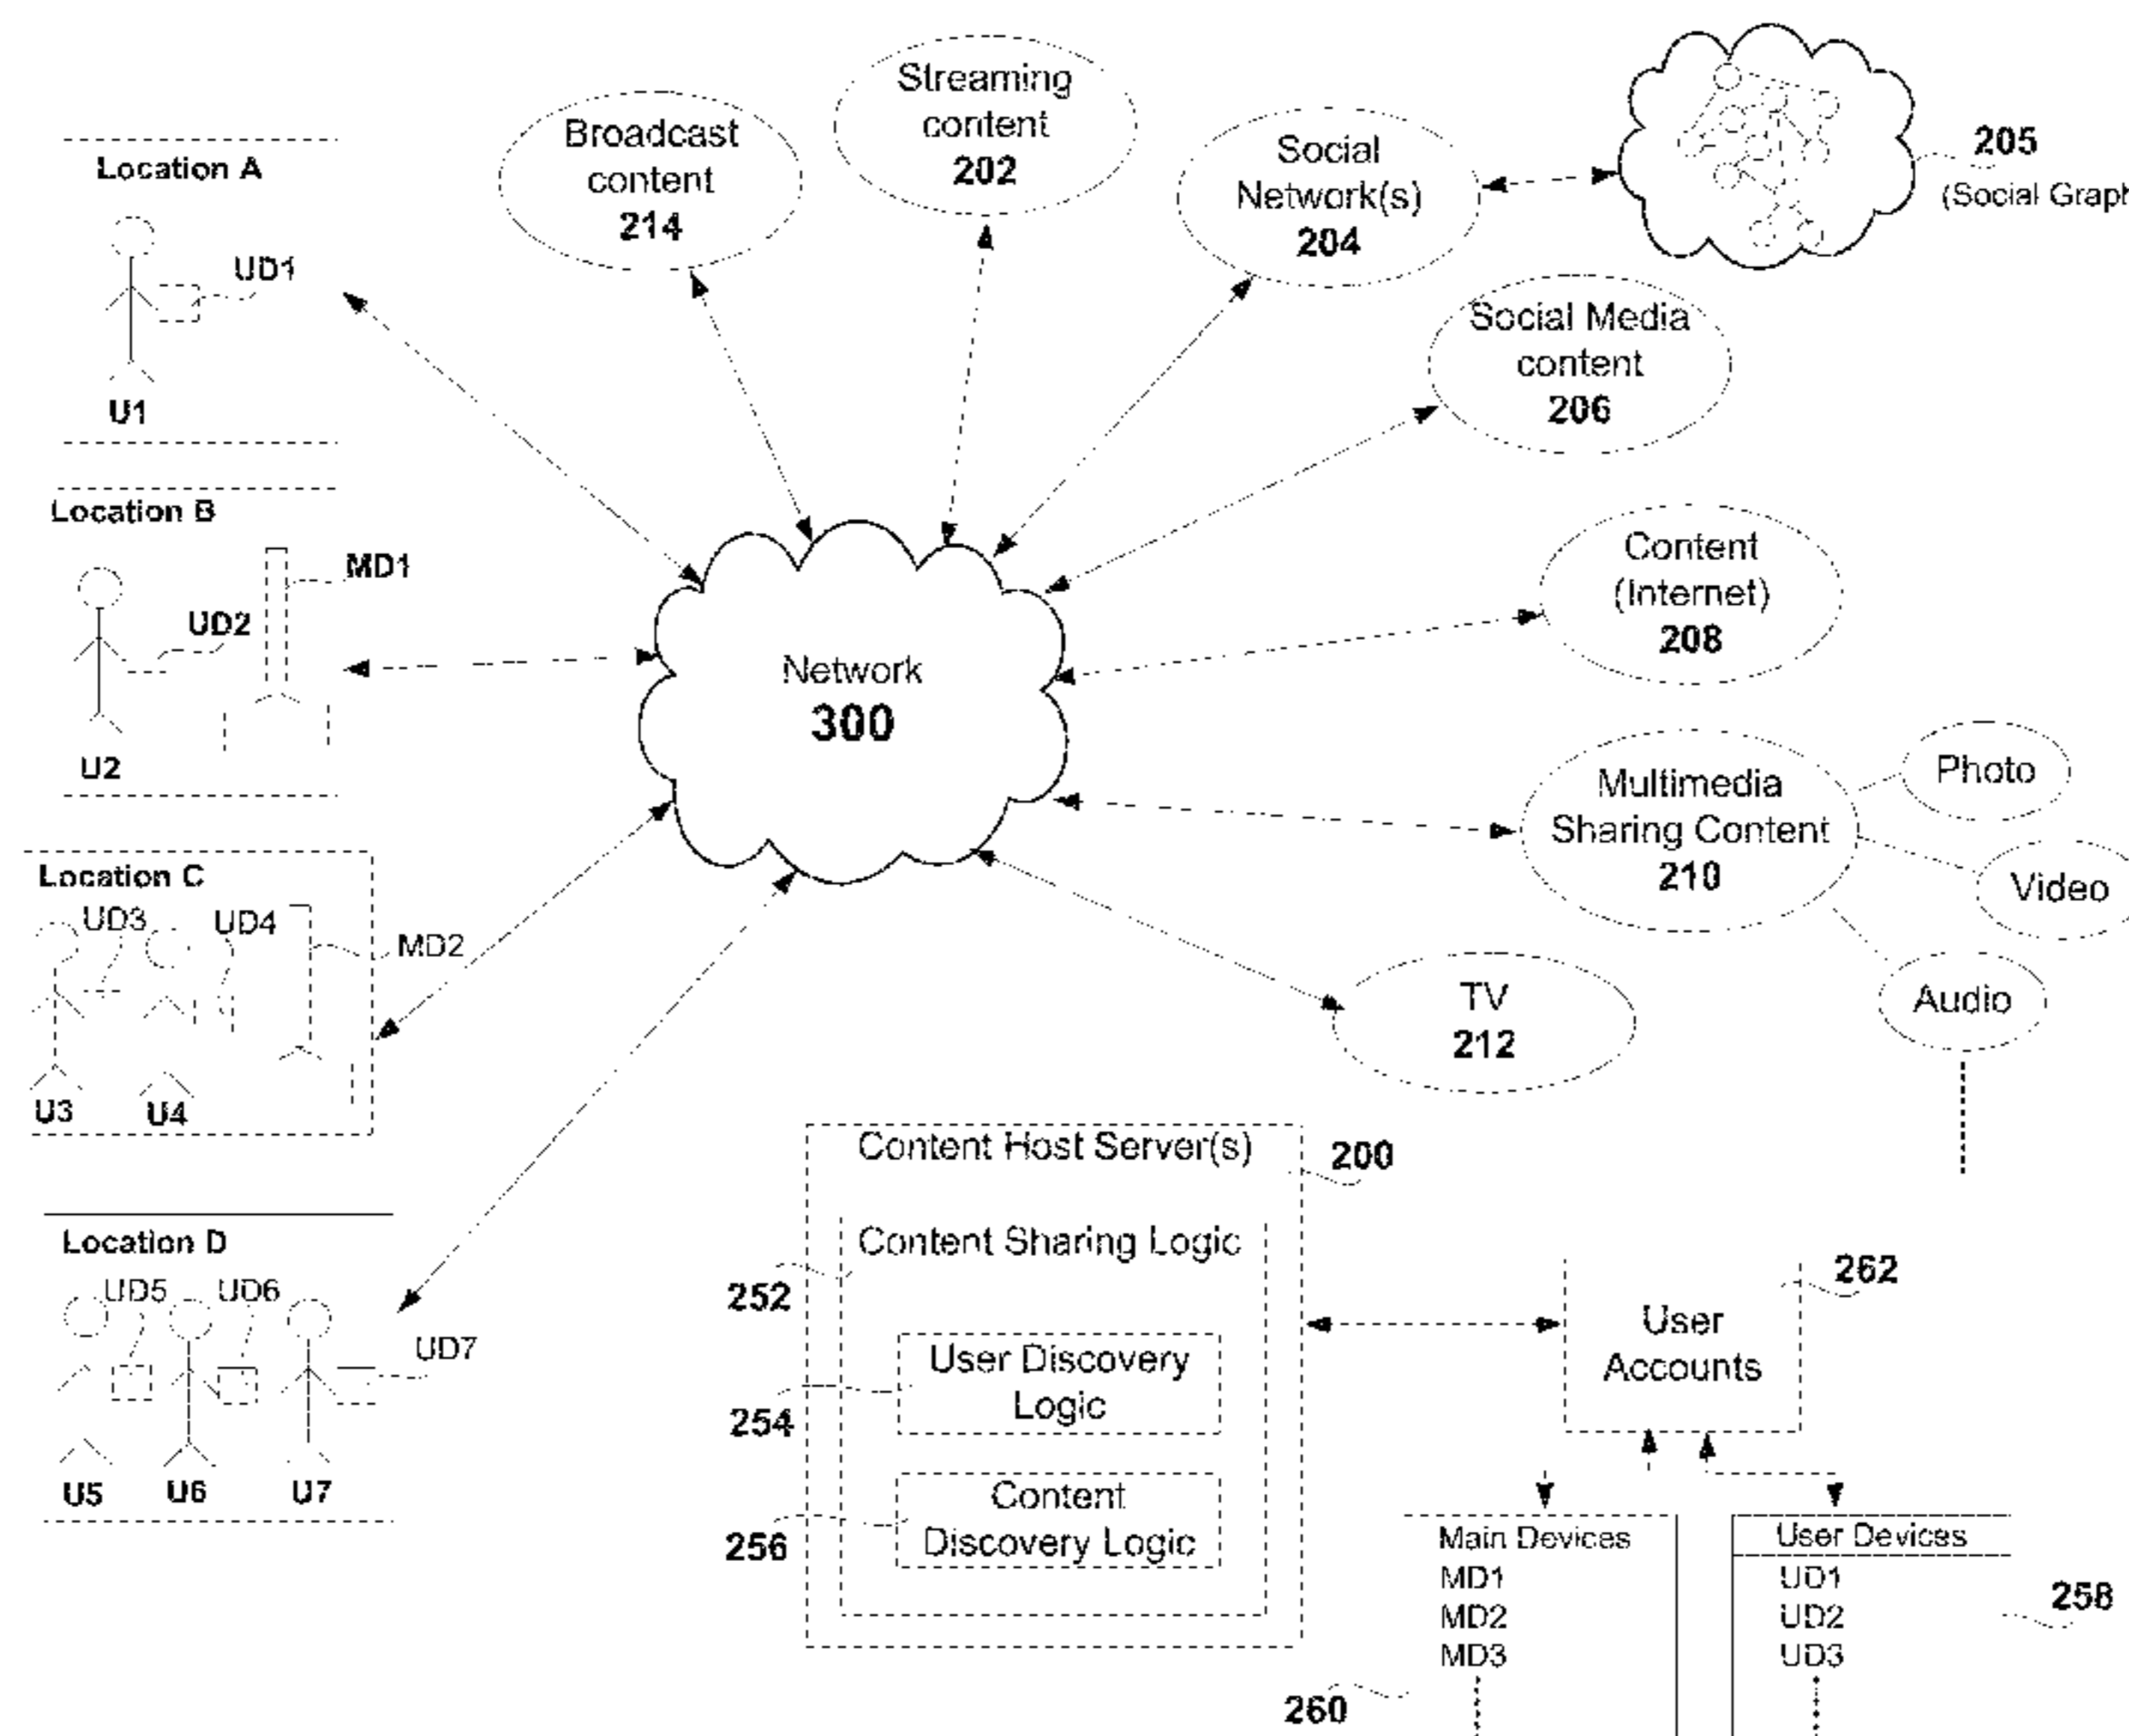 Streaming
content
202
Broadcast
content
214
Social
Network(s)
204
205
(Social Graph
Location A
UD1
U1
Social Media
content
206
Location B
MD1
UD2
U2
Content
(Internet)
208
Network
300
Multimedia
Sharing Content
210
Photo
Video
Audio
Location C
UD3
UD4
MD2
U3
U4
TV
212
Content Host Server(s)
200
Content Sharing Logic
252
User Discovery
Logic
254
Content
Discovery Logic
256
Location D
UD5
UD6
UD7
U5
U6
U7
262
User
Accounts
Main Devices
MD1
MD2
MD3
260
User Devices
UD1
UD2
UD3
258